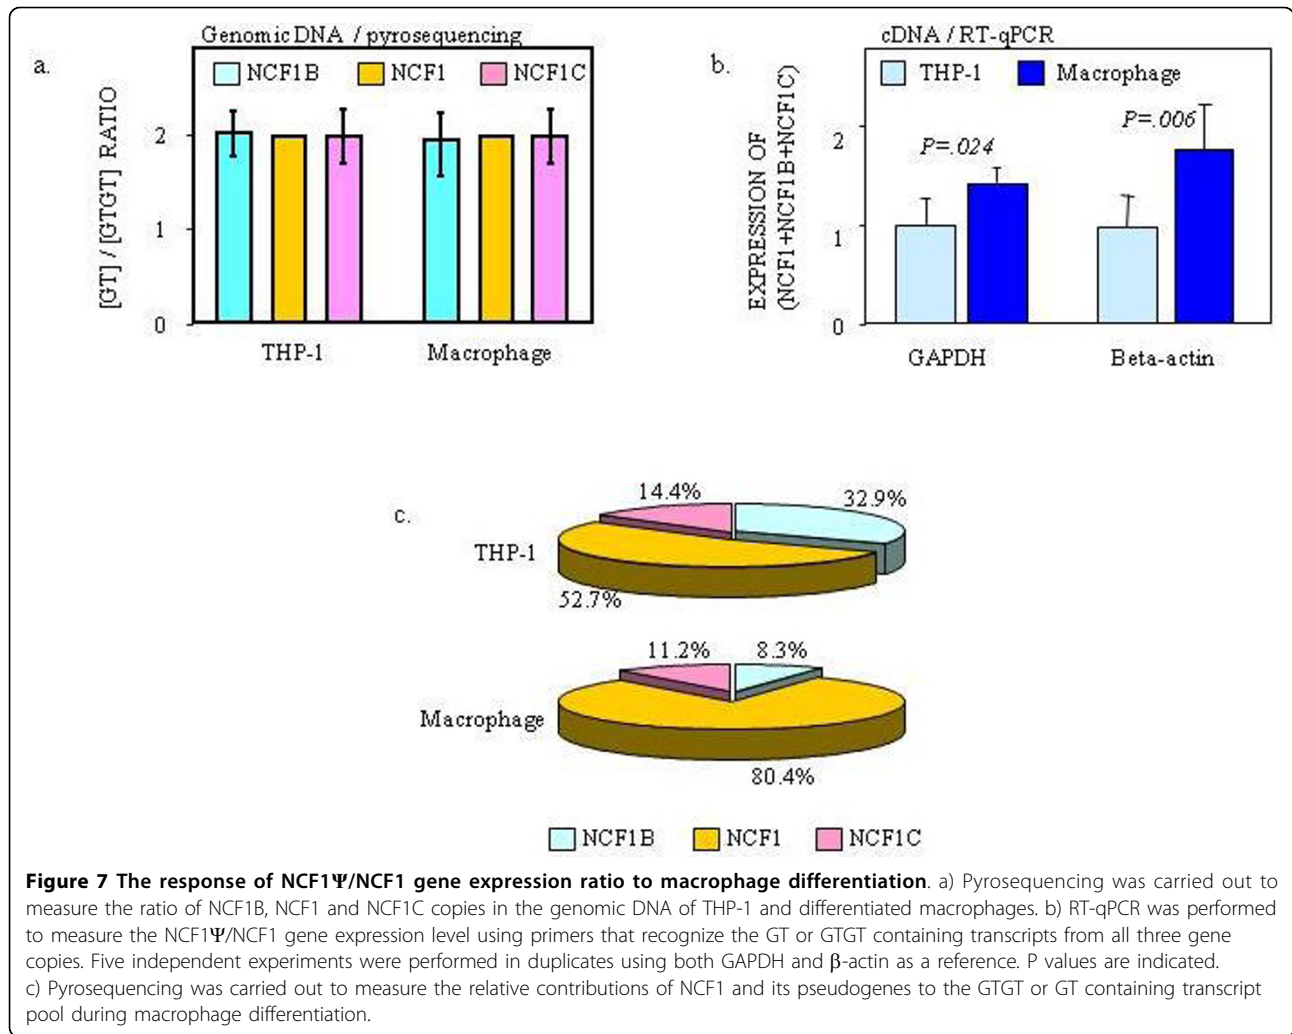 a.
Genomic DNA / pyrosequencing
NCF1B NCF1 NCF1C
[GT] / [GTGT] RATIO
2
1
0
THP-1 Macrophage
b.
cDNA / RT-qPCR
THP-1 Macrophage
EXPRESSION OF
(NCF1+NCF1B+NCF1C)
2
1
0
P=.024
P=.006
GAPDH Beta-actin
c.
14.4% 32.9%
THP-1
52.7%
11.2% 8.3%
Macrophage
80.4%
NCF1B NCF1 NCF1C
Figure 7 The response of NCF1Ψ/NCF1 gene expression ratio to macrophage differentiation. a) Pyrosequencing was carried out to
measure the ratio of NCF1B, NCF1 and NCF1C copies in the genomic DNA of THP-1 and differentiated macrophages. b) RT-qPCR was performed
to measure the NCF1Ψ/NCF1 gene expression level using primers that recognize the GT or GTGT containing transcripts from all three gene
copies. Five independent experiments were performed in duplicates using both GAPDH and β-actin as a reference. P values are indicated.
c) Pyrosequencing was carried out to measure the relative contributions of NCF1 and its pseudogenes to the GTGT or GT containing transcript
pool during macrophage differentiation.